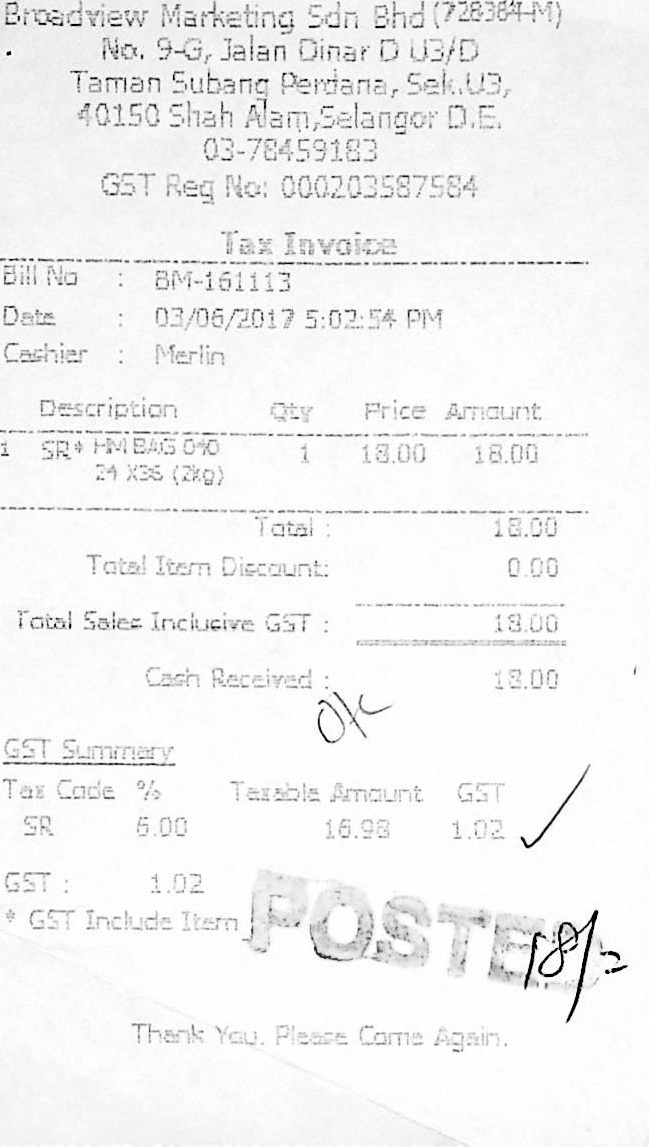 Broadview Marketing Sdn Bhd (728384-M)
No. 9-G, Jalan Dinar D U3/D
Taman Subang Perdana, Sek.U3,
40150 Shah Alam,Selangor D.E.
03-78459183
GST Reg No: 000203587584
Tax Invoice
Bill No : BM-161113
Date : 03/06/2017 5:02:54 PM
Cashier : Merlin
Description Qty Price Amount
1 SR* HM BAG 1 18.00 18.00
24 X36 (2kg)
Total : 18.00
Total Item Discount: 0.00
Total Sales Inclusive GST : 18.00
Cash Received : 18.00
OK
GST Summary
Tax Code % Taxable Amount GST
SR 6.00 16.98 1.02
GST : 1.02
* GST Include Item
POSTED
Thank You. Please Come Again.